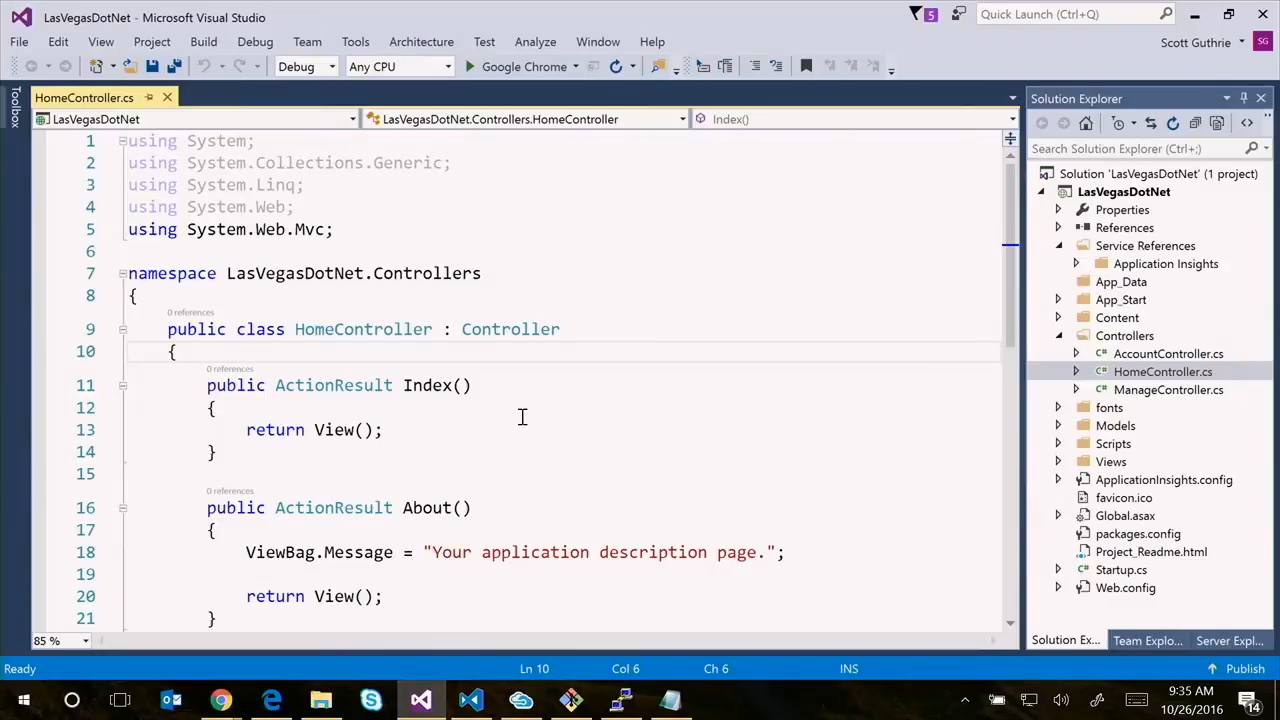 LasVegasDotNet - Microsoft Visual Studio
5
Quick Launch (Ctrl+Q)
File Edit View Project Build Debug Team Tools Architecture Test Analyze Window Help
Scott Guthrie
SG
Debug Any CPU Google Chrome
Toolbox
HomeController.cs
LasVegasDotNet LasVegasDotNet.Controllers.HomeController Index()
1 using System;
2 using System.Collections.Generic;
3 using System.Linq;
4 using System.Web;
5 using System.Web.Mvc;
6
7 namespace LasVegasDotNet.Controllers
8 {
0 references
9 public class HomeController : Controller
10 {
0 references
11 public ActionResult Index()
12 {
13 return View();
14 }
15
0 references
16 public ActionResult About()
17 {
18 ViewBag.Message = "Your application description page.";
19
20 return View();
21 }
85 %
Solution Explorer
Search Solution Explorer (Ctrl+;)
Solution 'LasVegasDotNet' (1 project)
LasVegasDotNet
Properties
References
Service References
Application Insights
App_Data
App_Start
Content
Controllers
C# AccountController.cs
C# HomeController.cs
C# ManageController.cs
fonts
Models
Scripts
Views
ApplicationInsights.config
favicon.ico
Global.asax
packages.config
Project_Readme.html
C# Startup.cs
Web.config
Solution Ex... Team Explo... Server Expl...
Ready Ln 10 Col 6 Ch 6 INS Publish
9:35 AM
10/26/2016
14